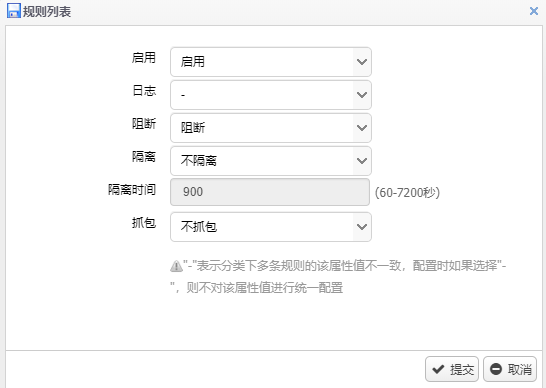 规则列表
启用 启用
日志 -
阻断 阻断
隔离 不隔离
隔离时间 900 (60-7200秒)
抓包 不抓包
"-"表示分类下多条规则的该属性值不一致，配置时如果选择"-
"，则不对该属性值进行统一配置
提交 取消